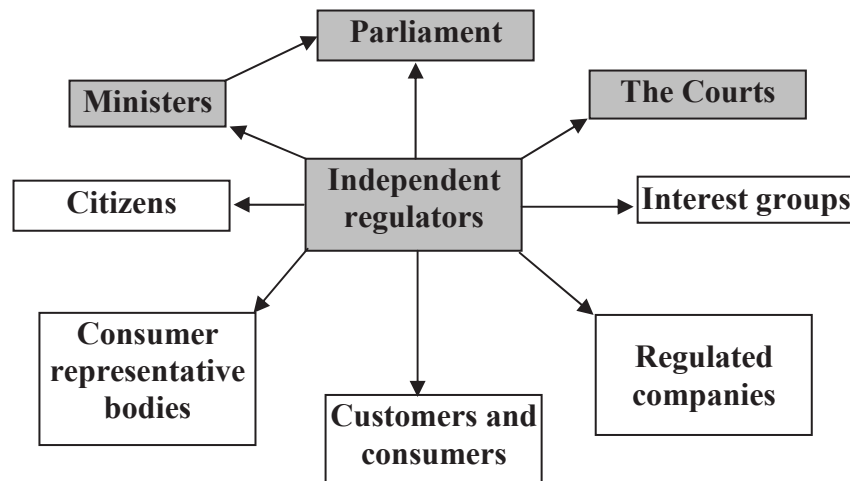 Parliament
Ministers
The Courts
Independent
regulators
Citizens
Interest groups
Consumer
representative
bodies
Regulated
companies
Customers and
consumers